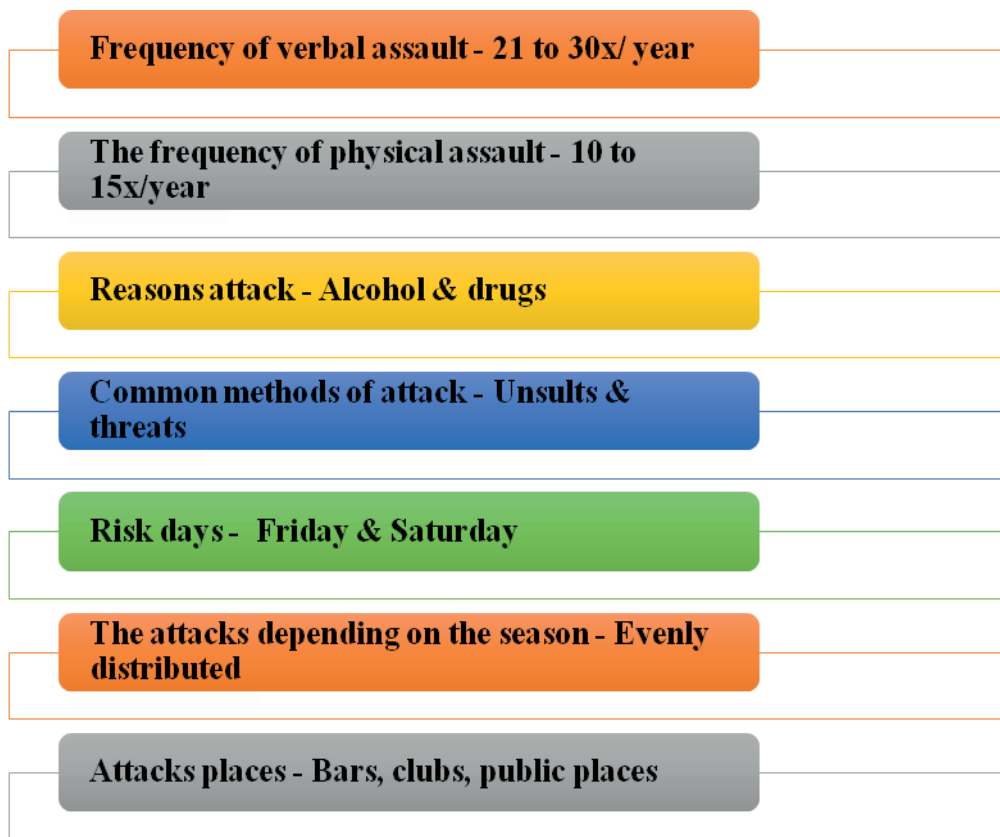 Frequency of verbal assault - 21 to 30x/ year
The frequency of physical assault - 10 to
15x/year
Reasons attack - Alcohol & drugs
Common methods of attack - Unsults &
threats
Risk days - Friday & Saturday
The attacks depending on the season - Evenly
distributed
Attacks places - Bars, clubs, public places